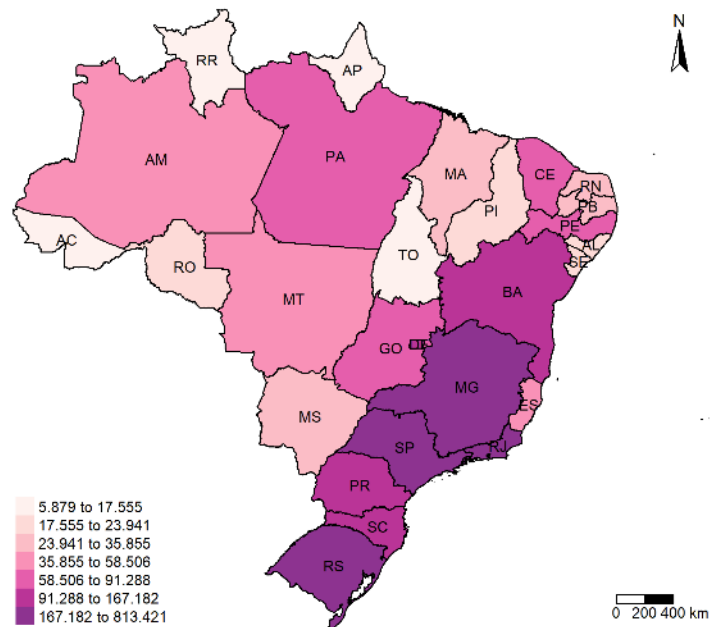 N
RR
AP
AM
PA
MA
CE
RN
PB
PI
PE
AC
AL
TO
SE
RO
BA
MT
GO
MG
ES
MS
SP
RJ
PR
SC
RS
5.879 to 17.555
17.555 to 23.941
23.941 to 35.855
35.855 to 58.506
58.506 to 91.288
91.288 to 167.182
167.182 to 813.421
0 200 400 km